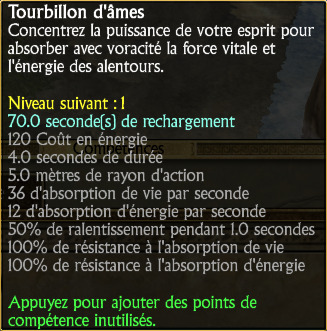 Tourbillon d'âmes
Concentrez la puissance de votre esprit pour
absorber avec voracité la force vitale et
l'énergie des alentours.
Niveau suivant : 1
70.0 seconde(s) de rechargement
120 Coût en énergie
4.0 secondes de durée
5.0 mètres de rayon d'action
36 d'absorption de vie par seconde
12 d'absorption d'énergie par seconde
50% de ralentissement pendant 1.0 secondes
100% de résistance à l'absorption de vie
100% de résistance à l'absorption d'énergie
Appuyez pour ajouter des points de
compétence inutilisés.